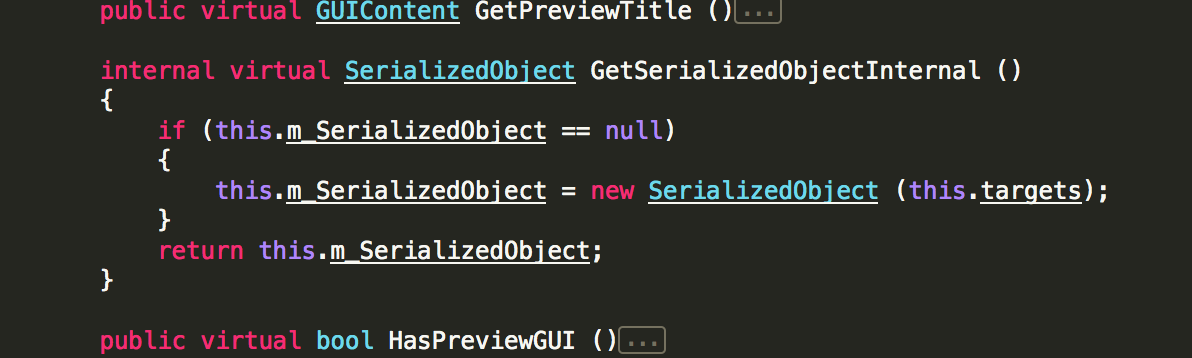 public virtual GUIContent GetPreviewTitle ()...
internal virtual SerializedObject GetSerializedObjectInternal ()
{
if (this.m_SerializedObject == null)
{
this.m_SerializedObject = new SerializedObject (this.targets);
}
return this.m_SerializedObject;
}
public virtual bool HasPreviewGUI ()...